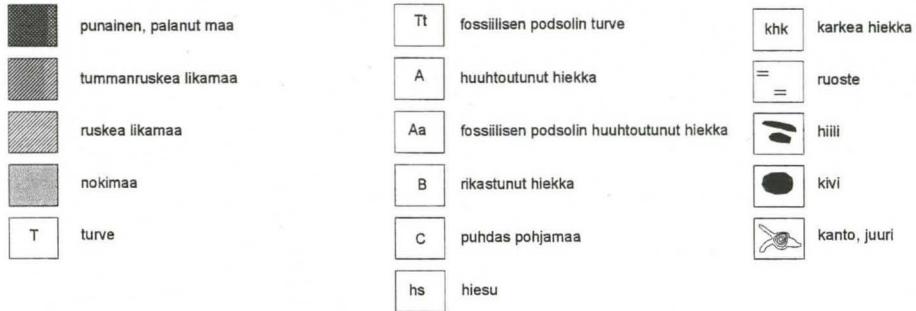 punainen, palanut maa
tummanruskea likamaa
ruskea likamaa
nokimaa
T turve
Tt fossiilisen podsolin turve
A huuhtoutunut hiekka
Aa fossiilisen podsolin huuhtoutunut hiekka
B rikastunut hiekka
C puhdas pohjamaa
hs hiesu
khk karkea hiekka
ruoste
hiili
kivi
kanto, juuri